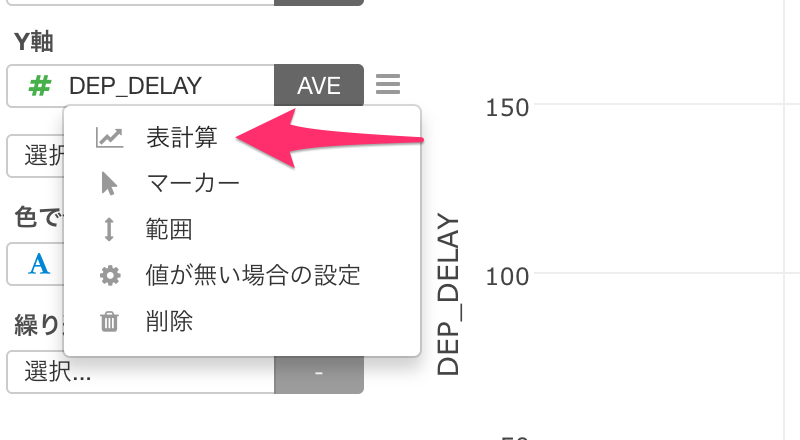 Y軸
# DEP_DELAY AVE
表計算
選択
マーカー
色で
範囲
A
値が無い場合の設定
繰り
削除
選択... -
150
100
DEP_DELAY